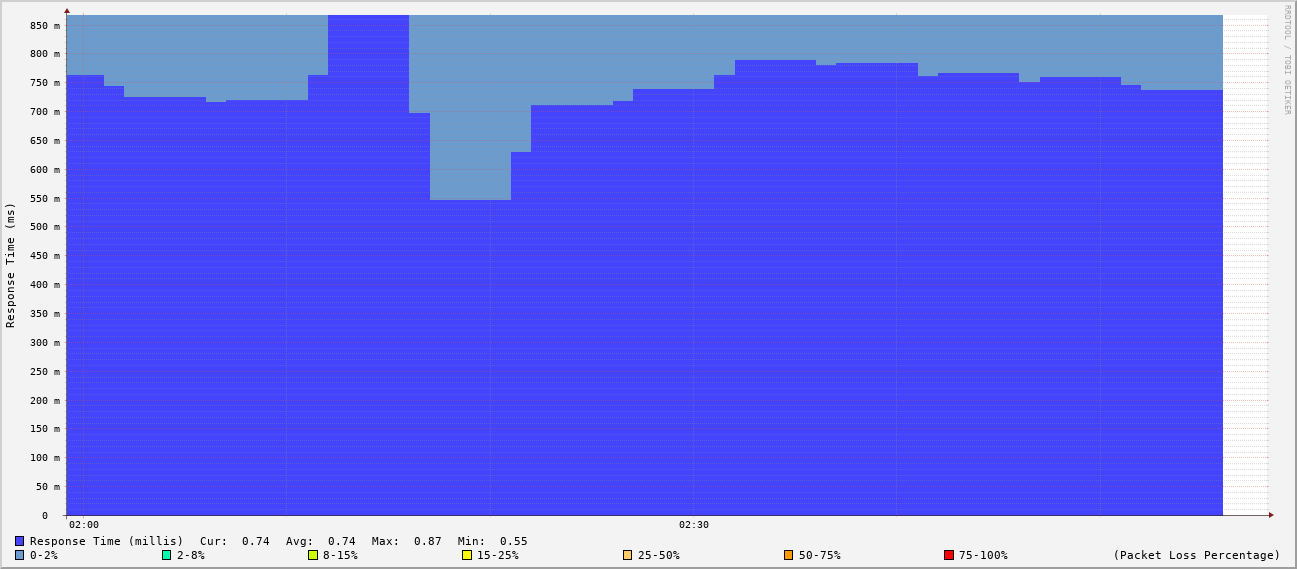 RRDTOOL / TOBI OETIKER
Response Time (ms)
850 m
800 m
750 m
700 m
650 m
600 m
550 m
500 m
450 m
400 m
350 m
300 m
250 m
200 m
150 m
100 m
50 m
0
02:00 02:30
Response Time (millis) Cur: 0.74 Avg: 0.74 Max: 0.87 Min: 0.55
0-2% 2-8% 8-15% 15-25% 25-50% 50-75% 75-100% (Packet Loss Percentage)